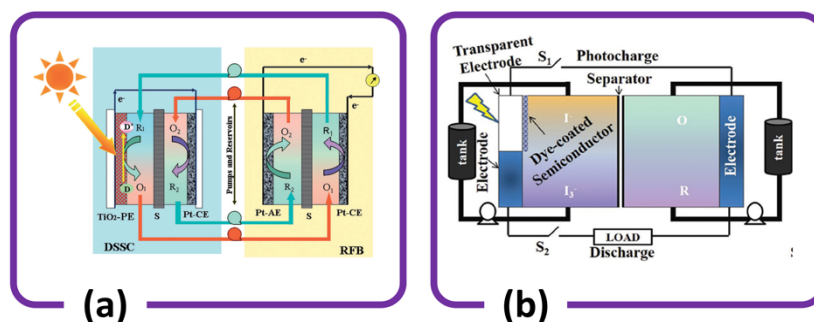 e-
e-
e-
D*
R₁
O₂
D
O₁
R₂
TiO₂-PE
S
Pt-CE
DSSC
Pumps and Reservoirs
O₂
R₁
R₂
O₁
Pt-AE
S
Pt-CE
RFB
(a)
Transparent
Electrode
S₁
Photocharge
Separator
tank
Electrode
I⁻
I₃⁻
Dye-coated
Semiconductor
O
R
Electrode
tank
S₂
LOAD
Discharge
(b)